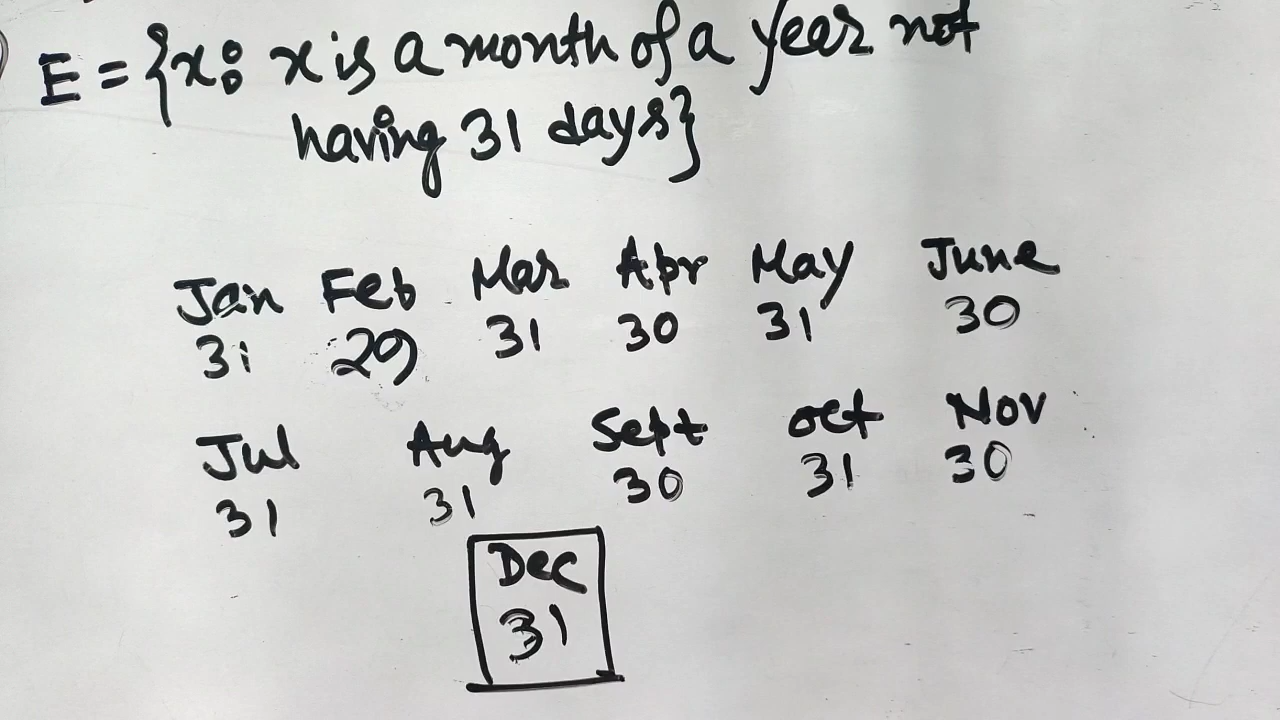 E = {x: x is a month of a year not
having 31 days}
Jan Feb Mar Apr May June
31 29 31 30 31 30
Jul Aug Sept oct Nov
31 31 30 31 30
Dec
31